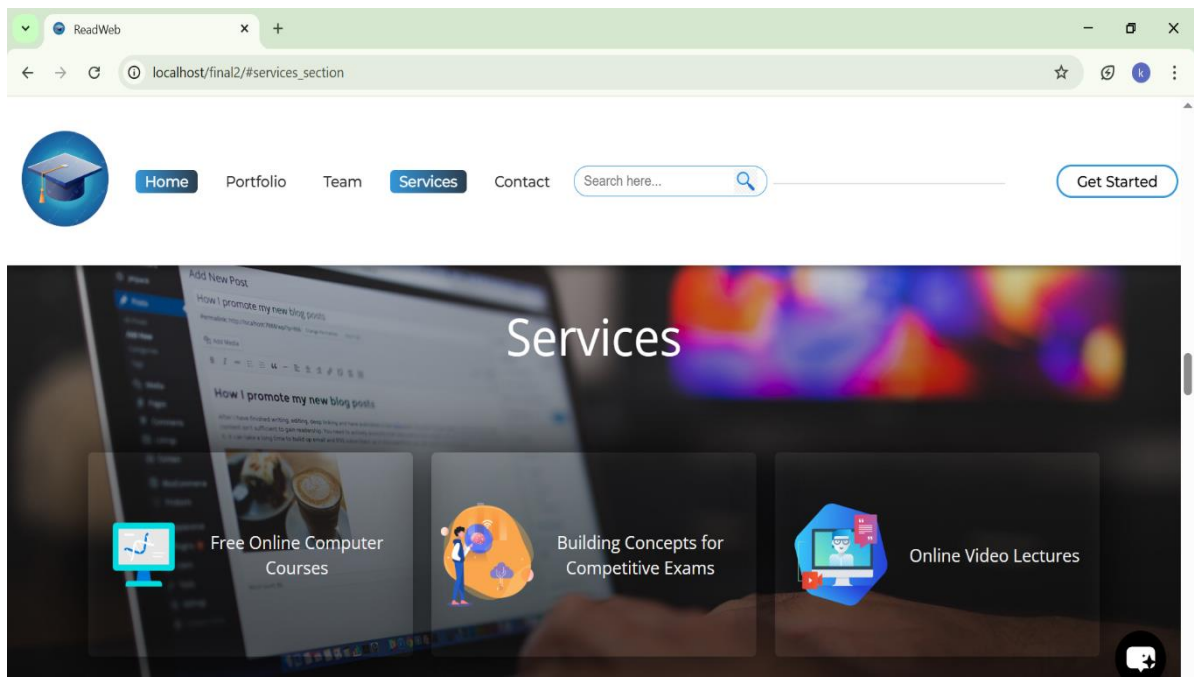 ReadWeb
localhost/final2/#services_section
k
Home Portfolio Team Services Contact Search here... Get Started
Add New Post
How I promote my new blog posts
Add Media
How I promote my new blog posts
Services
Free Online Computer
Courses
Building Concepts for
Competitive Exams
Online Video Lectures